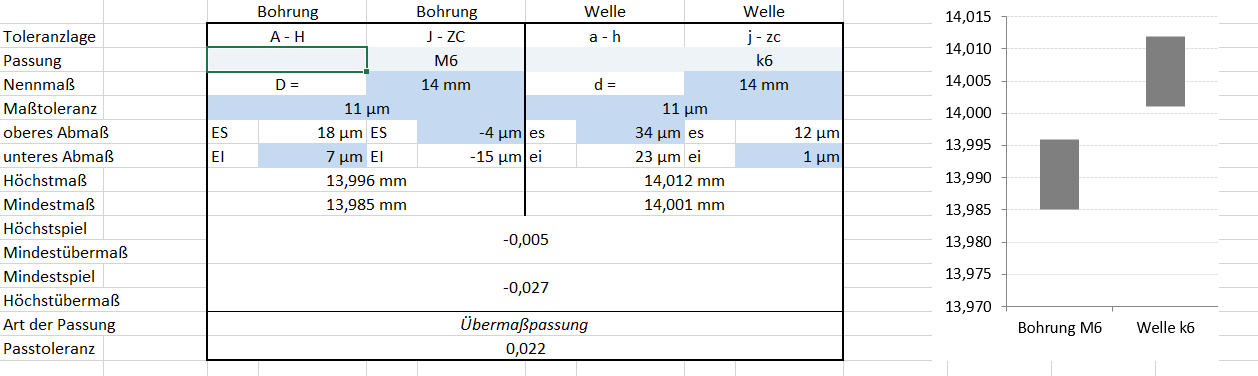 Bohrung Bohrung Welle Welle
Toleranzlage A - H J - ZC a - h j - zc
Passung M6 k6
Nennmaß D = 14 mm d = 14 mm
Maßtoleranz 11 µm 11 µm
oberes Abmaß ES 18 µm ES -4 µm es 34 µm es 12 µm
unteres Abmaß EI 7 µm EI -15 µm ei 23 µm ei 1 µm
Höchstmaß 13,996 mm 14,012 mm
Mindestmaß 13,985 mm 14,001 mm
Höchstspiel
-0,005
Mindestübermaß
Mindestspiel
-0,027
Höchstübermaß
Art der Passung Übermaßpassung
Passtoleranz 0,022
14,015
14,010
14,005
14,000
13,995
13,990
13,985
13,980
13,975
13,970
Bohrung M6 Welle k6